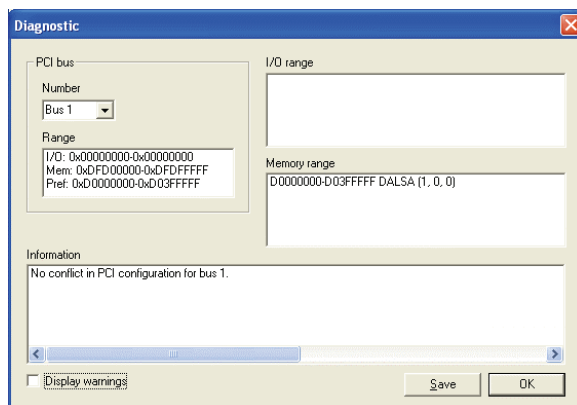 Diagnostic
PCI bus
Number
Bus 1
Range
I/O: 0x00000000-0x00000000
Mem: 0xDFD00000-0xDFDFFFFF
Pref: 0xD0000000-0xD03FFFFF
I/O range
Memory range
D0000000-D03FFFFF DALSA (1, 0, 0)
Information
No conflict in PCI configuration for bus 1.
Display warnings
Save
OK